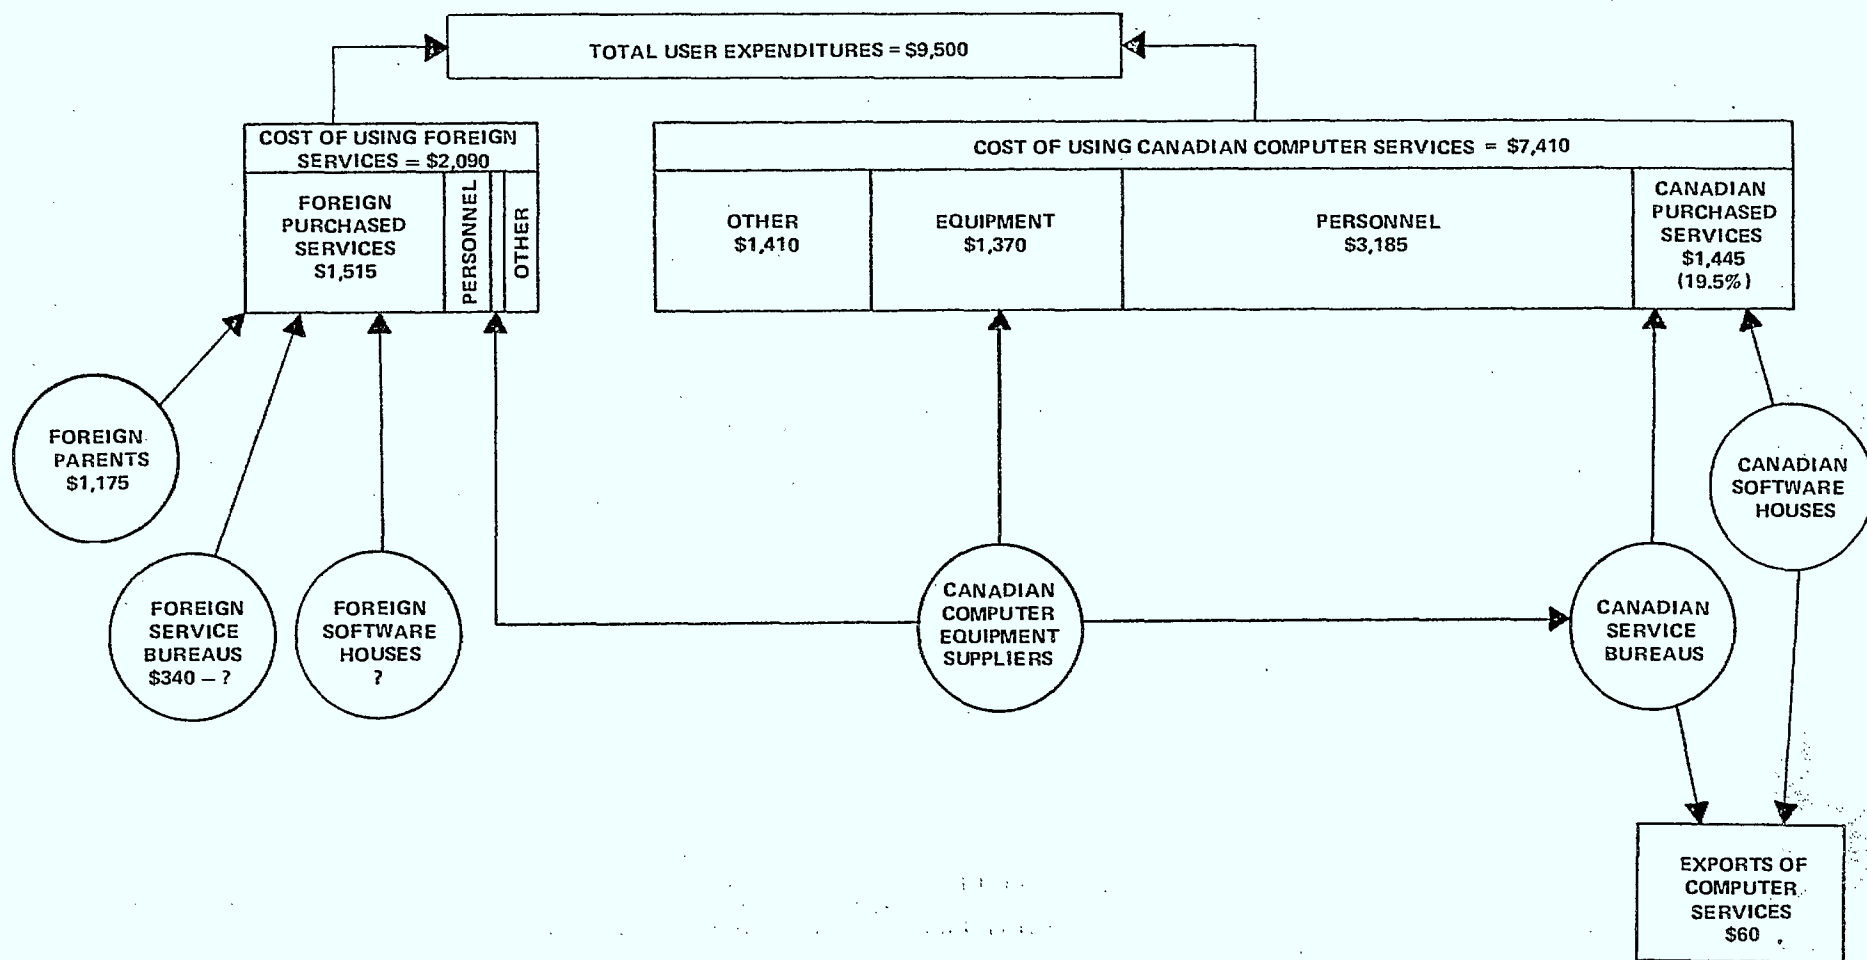 TOTAL USER EXPENDITURES = $9,500
COST OF USING FOREIGN
SERVICES = $2,090
FOREIGN
PURCHASED
SERVICES
$1,515
PERSONNEL
OTHER
COST OF USING CANADIAN COMPUTER SERVICES = $7,410
OTHER
$1,410
EQUIPMENT
$1,370
PERSONNEL
$3,185
CANADIAN
PURCHASED
SERVICES
$1,445
(19.5%)
FOREIGN
PARENTS
$1,175
FOREIGN
SERVICE
BUREAUS
$340 – ?
FOREIGN
SOFTWARE
HOUSES
?
CANADIAN
COMPUTER
EQUIPMENT
SUPPLIERS
CANADIAN
SERVICE
BUREAUS
CANADIAN
SOFTWARE
HOUSES
EXPORTS OF
COMPUTER
SERVICES
$60